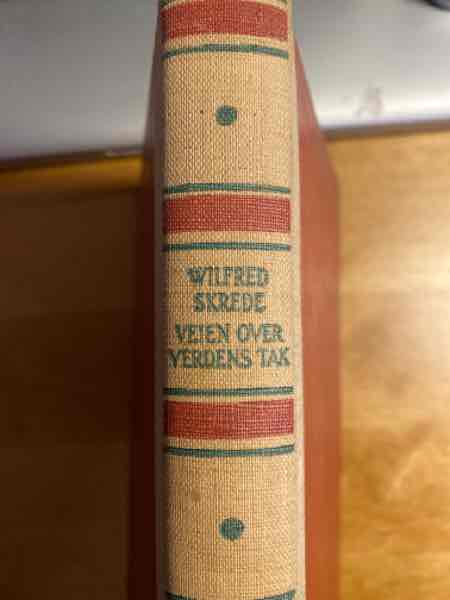 WILFRED
SKREDE
VEIEN OVER
VERDENS TAK